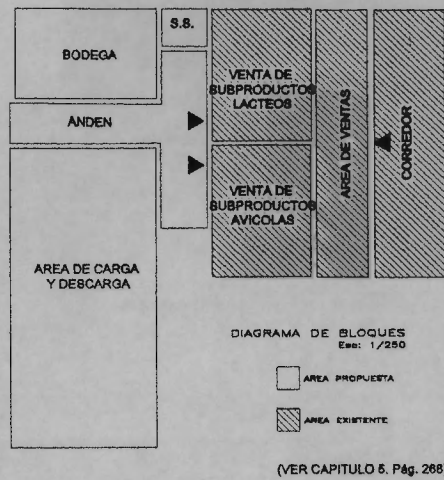 S.S.
BODEGA
VENTA DE
SUBPRODUCTOS
LACTEOS
ANDEN
AREA DE VENTAS
CORREDOR
VENTA DE
SUBPRODUCTOS
AVICOLAS
AREA DE CARGA
Y DESCARGA
DIAGRAMA DE BLOQUES
Esc: 1/250
AREA PROPUESTA
AREA EXISTENTE
(VER CAPITULO 5. Pág. 268